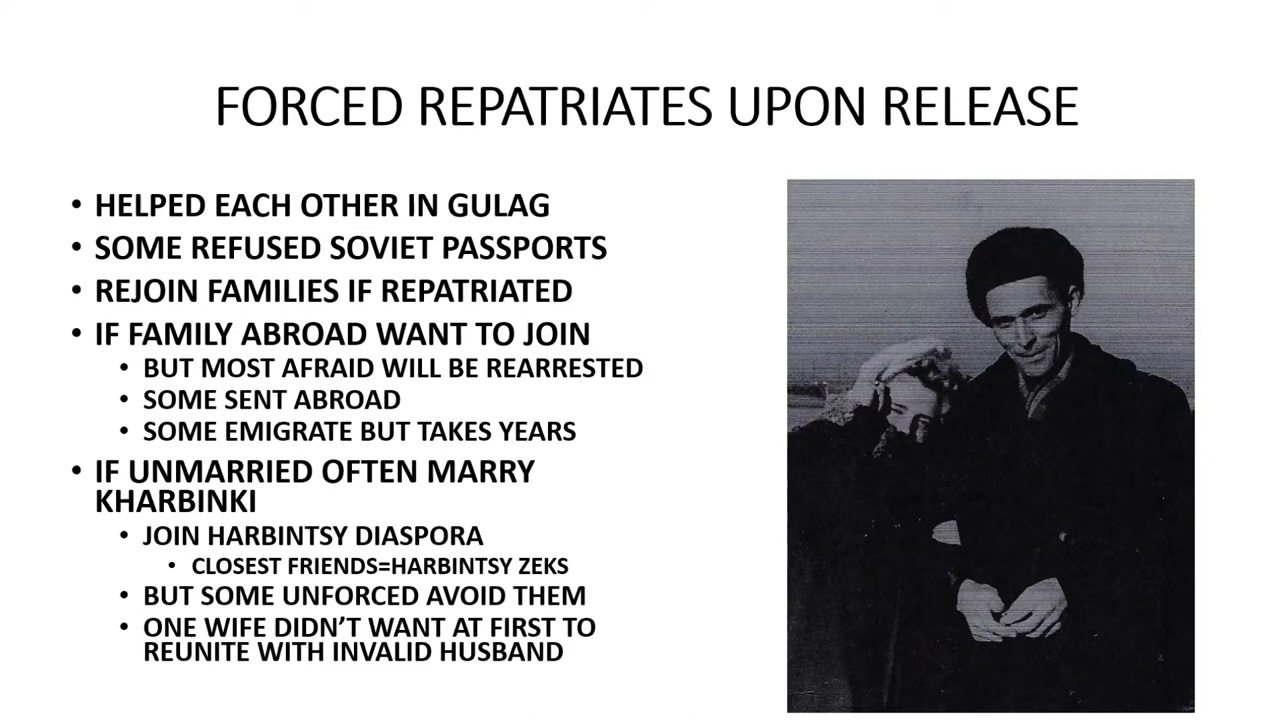 FORCED REPATRIATES UPON RELEASE
• HELPED EACH OTHER IN GULAG
• SOME REFUSED SOVIET PASSPORTS
• REJOIN FAMILIES IF REPATRIATED
• IF FAMILY ABROAD WANT TO JOIN
• BUT MOST AFRAID WILL BE REARRESTED
• SOME SENT ABROAD
• SOME EMIGRATE BUT TAKES YEARS
• IF UNMARRIED OFTEN MARRY
KHARBINKI
• JOIN HARBINTSY DIASPORA
• CLOSEST FRIENDS=HARBINTSY ZEKS
• BUT SOME UNFORCED AVOID THEM
• ONE WIFE DIDN’T WANT AT FIRST TO
REUNITE WITH INVALID HUSBAND